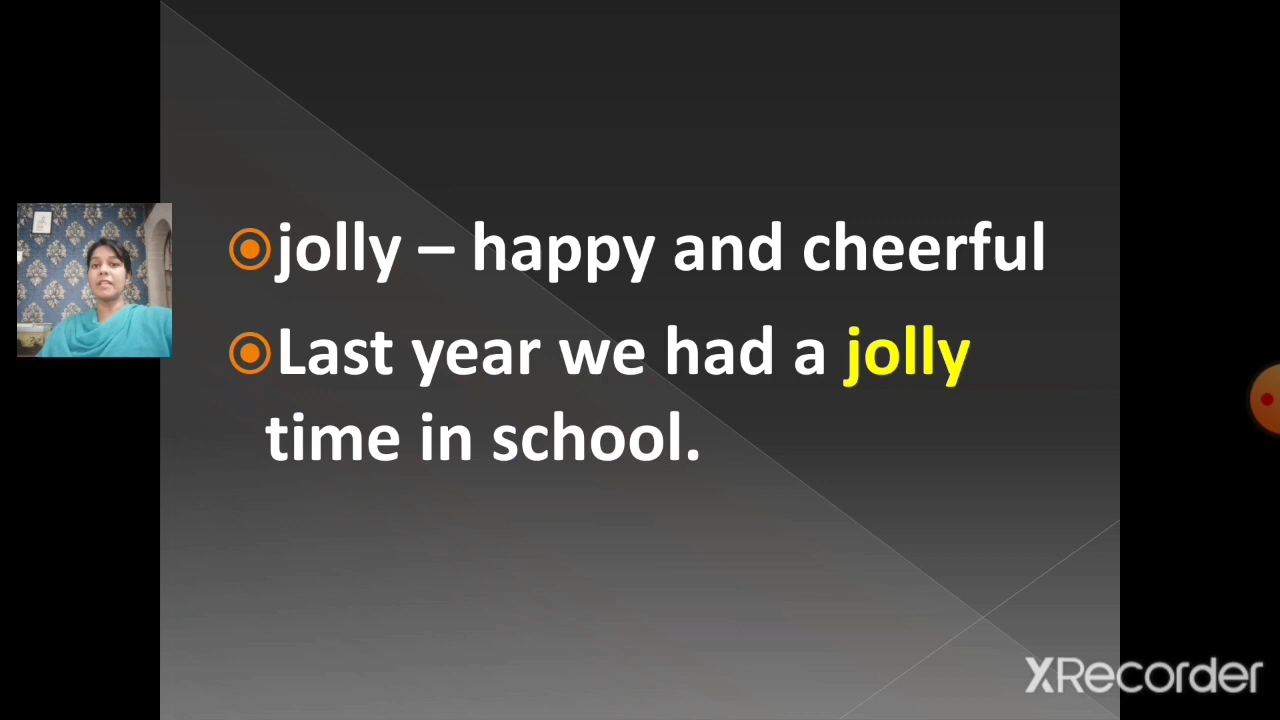 jolly – happy and cheerful
Last year we had a jolly
time in school.
XRecorder